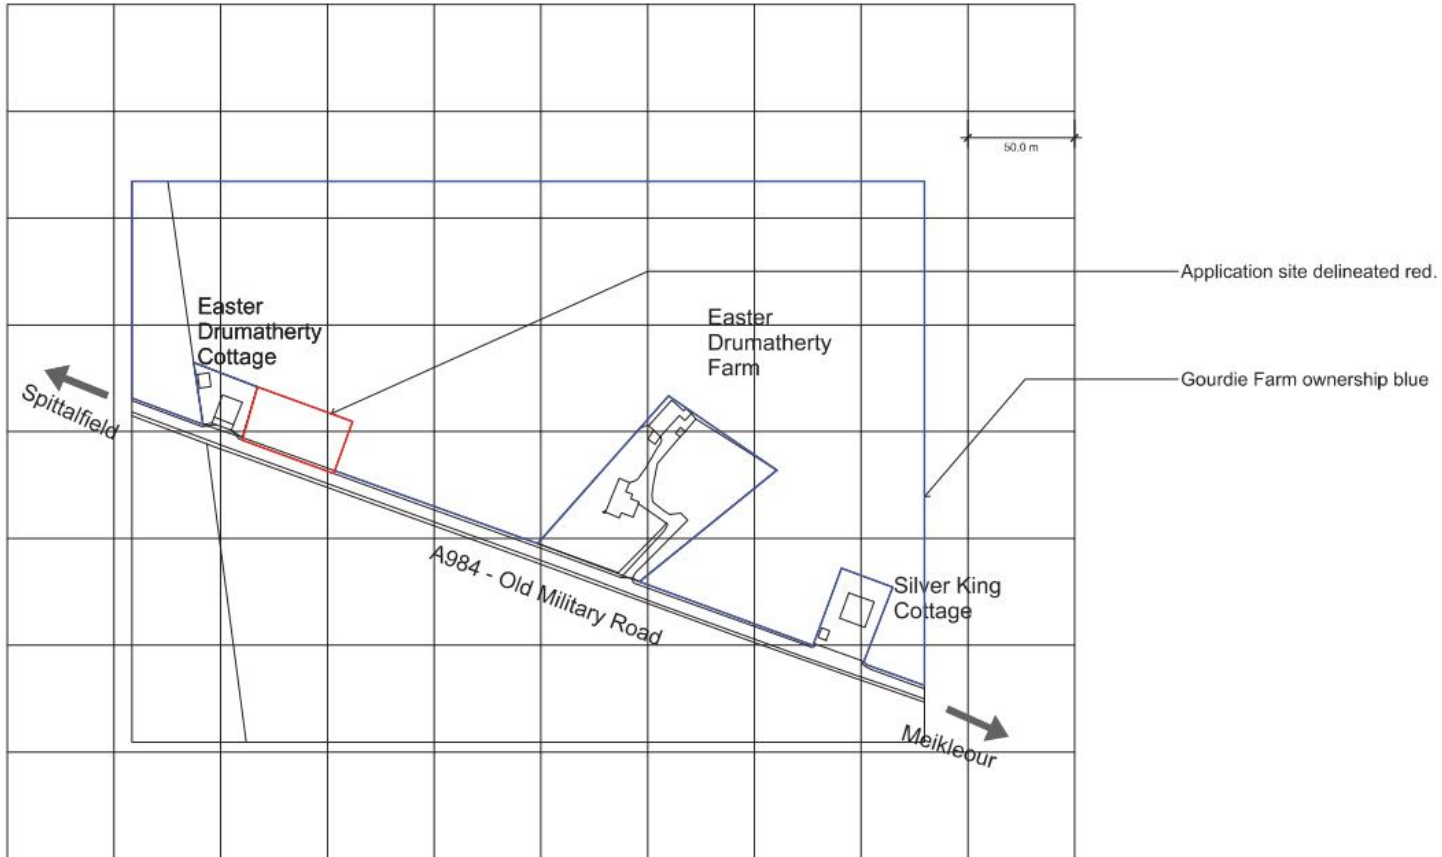 50.0 m
Application site delineated red.
Easter
Drumatherty
Cottage
Easter
Drumatherty
Farm
Gourdie Farm ownership blue
Spittalfield
A984 - Old Military Road
Silver King
Cottage
Meikleour